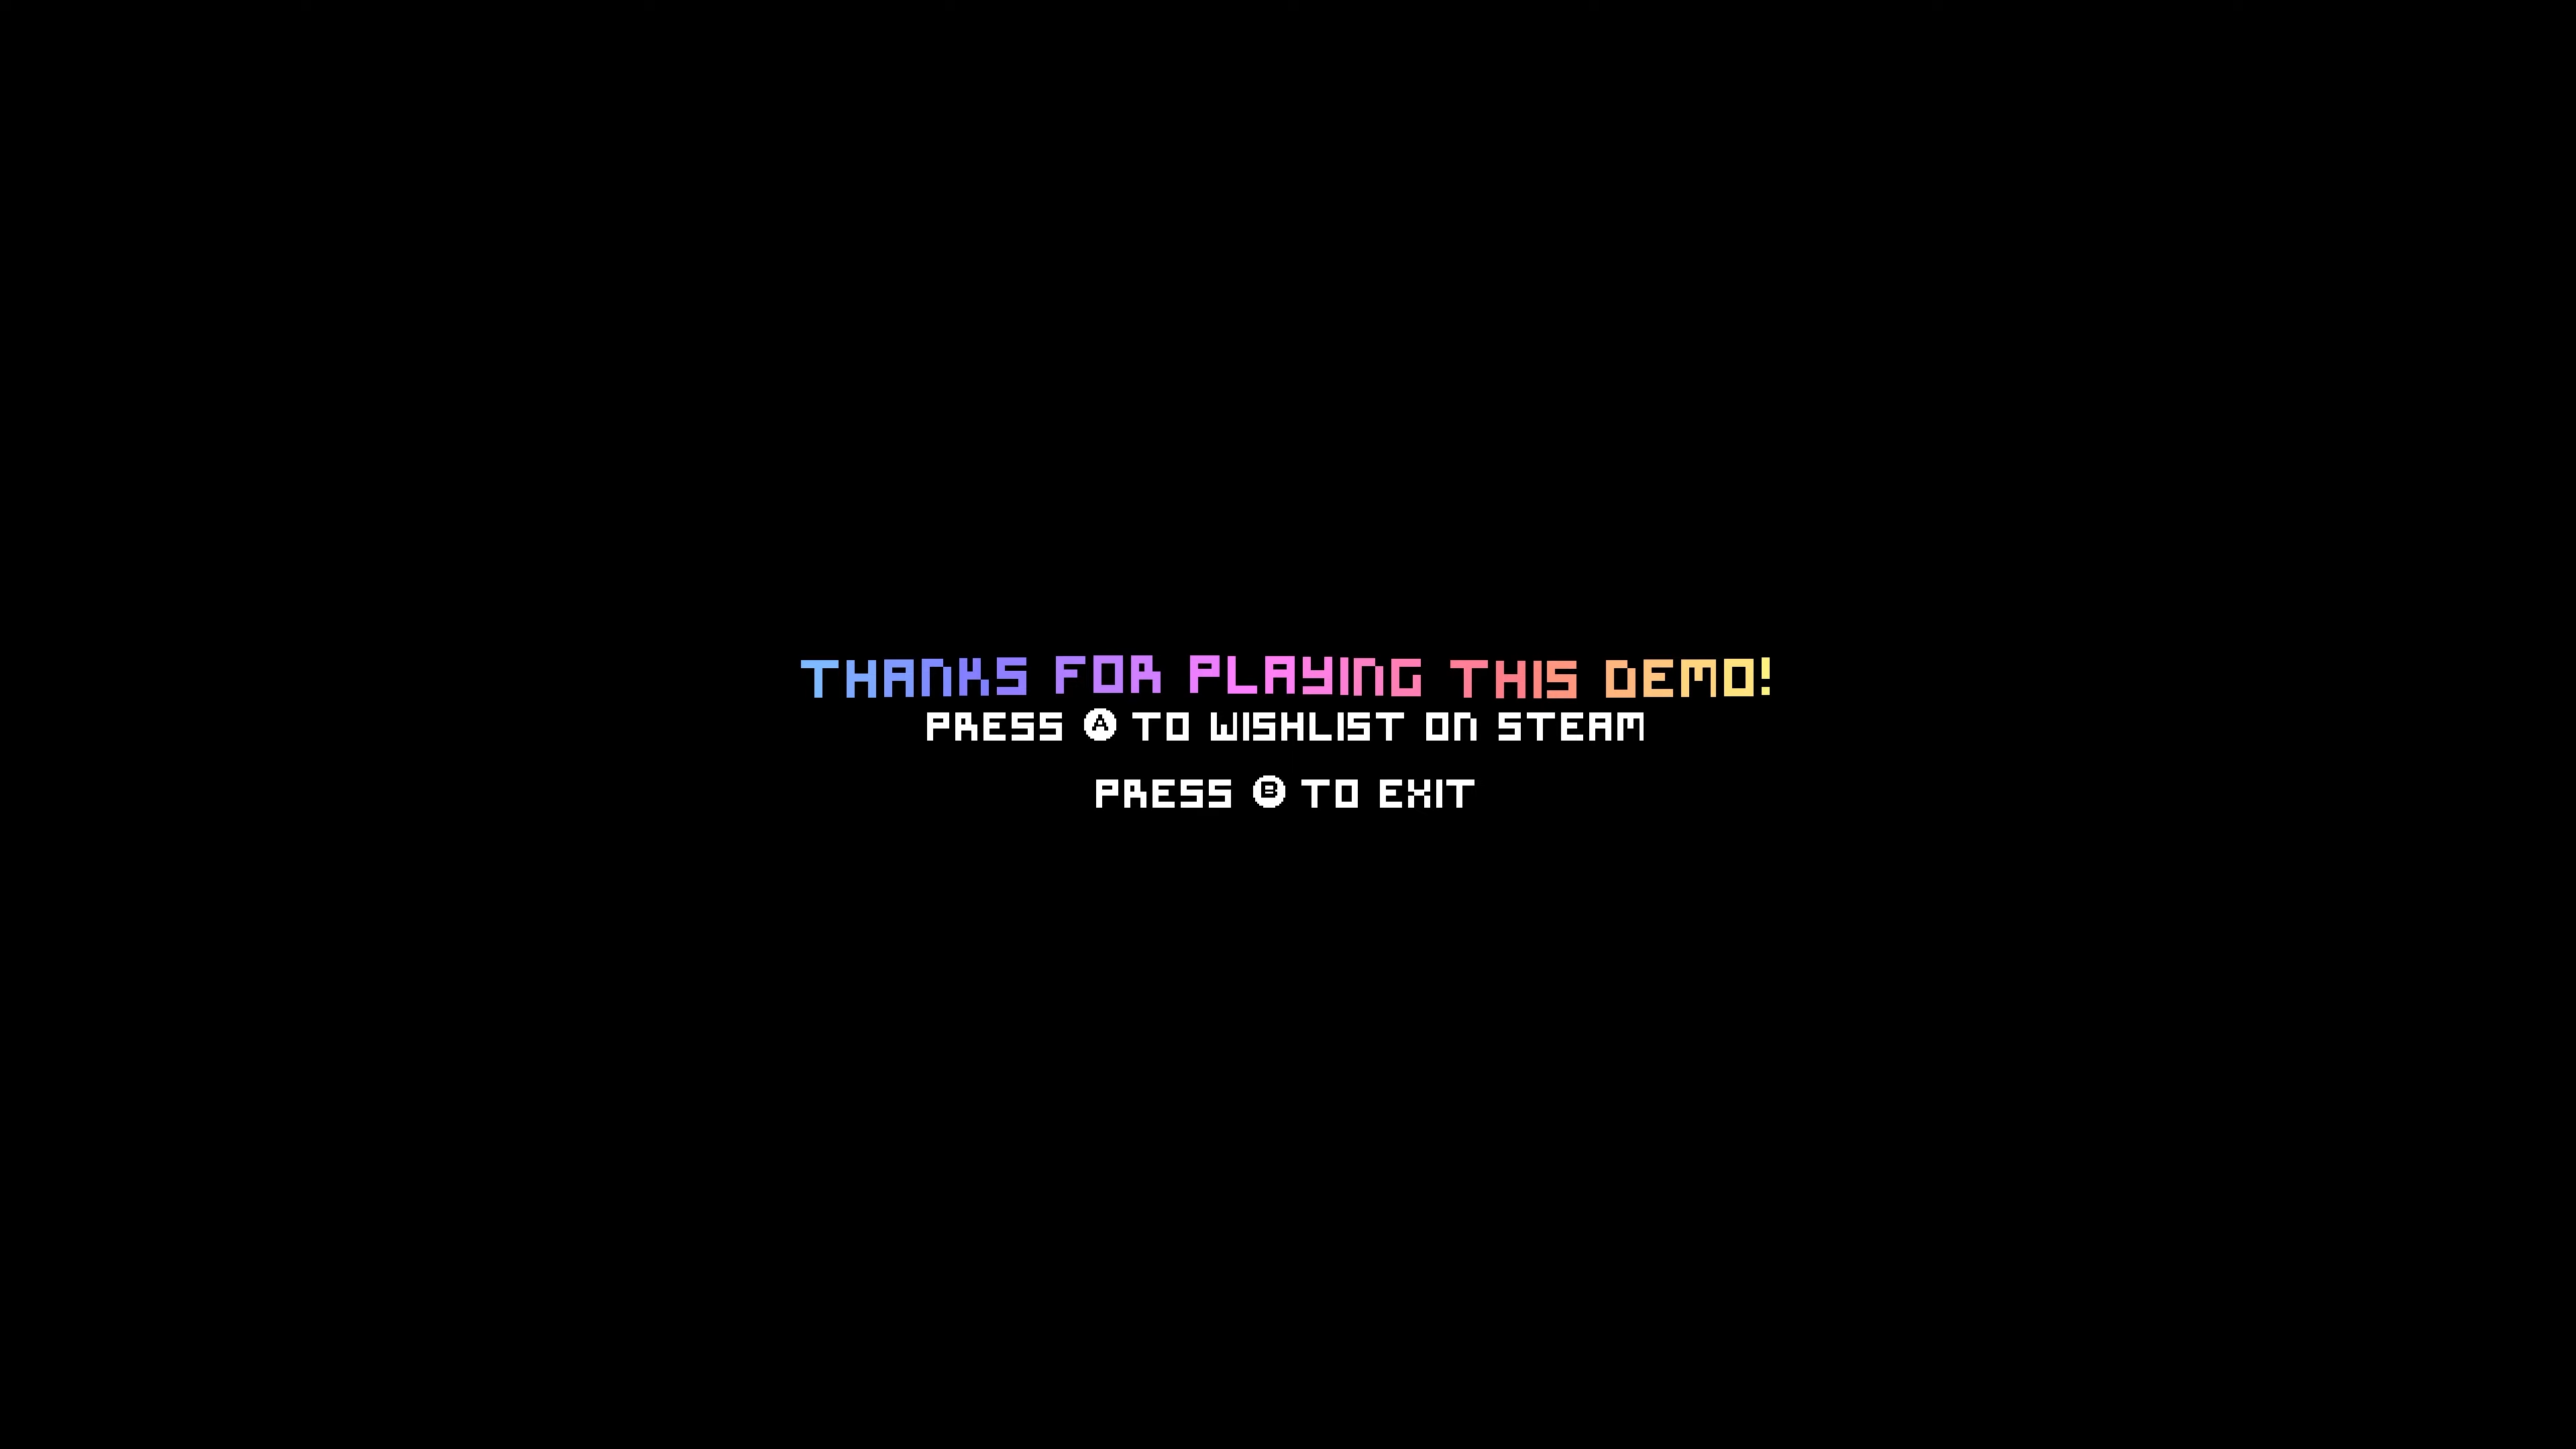 THANKS FOR PLAYING THIS DEMO!
PRESS A TO WISHLIST ON STEAM
PRESS B TO EXIT